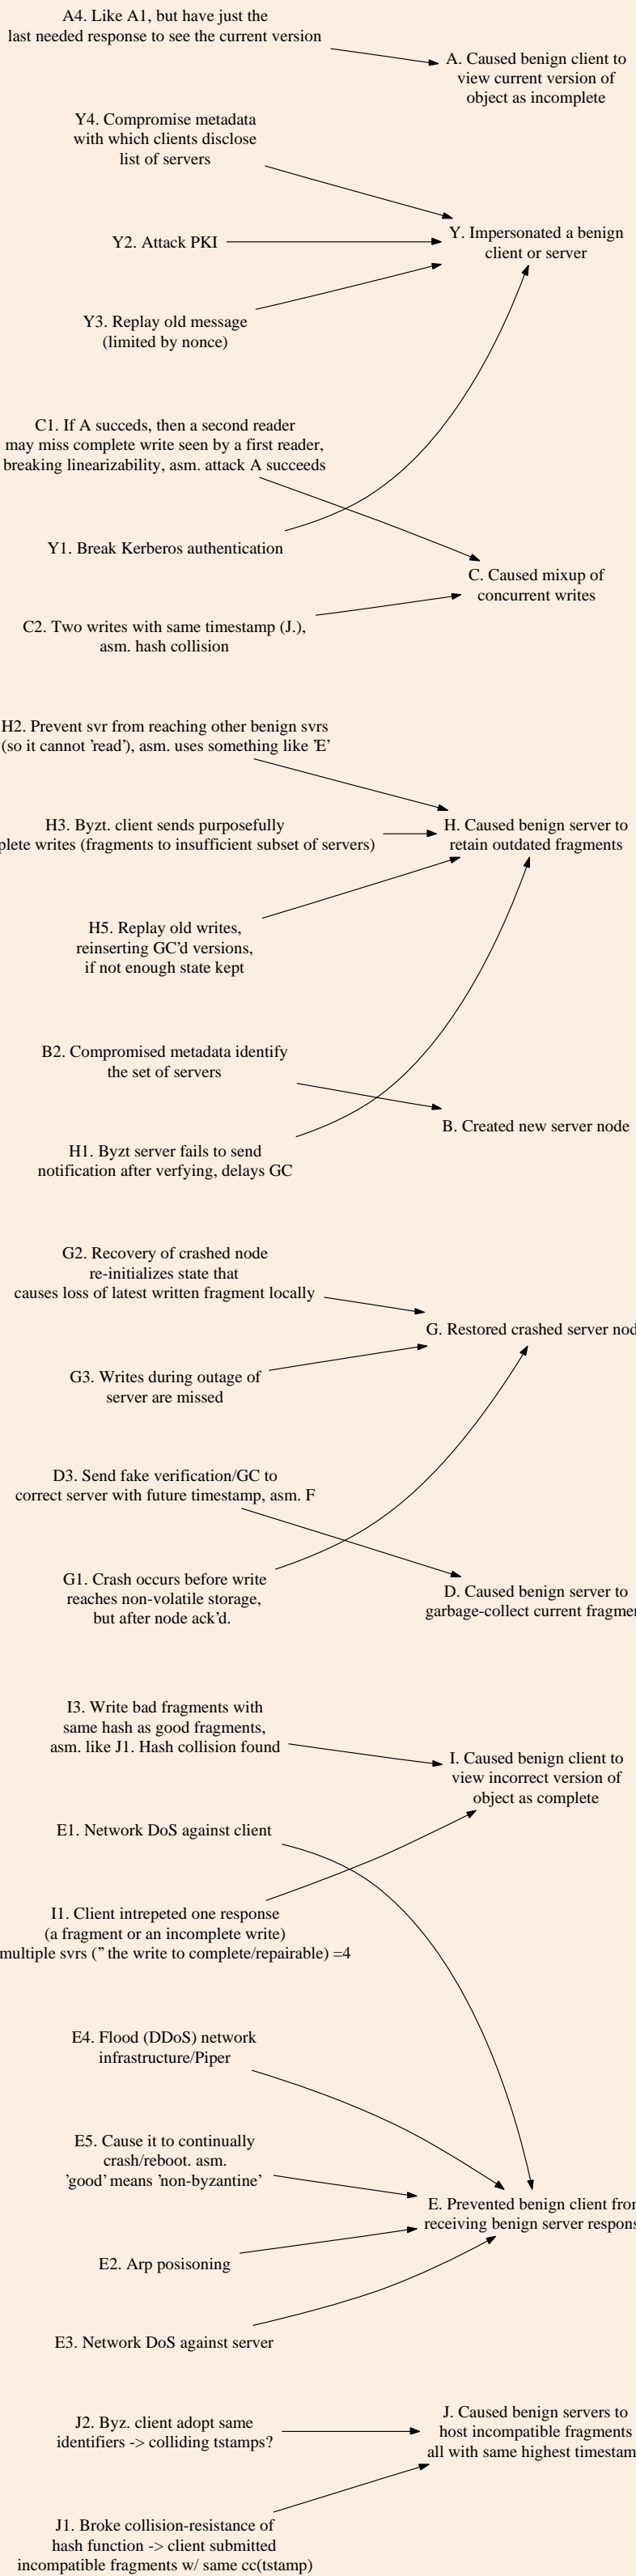 A4. Like A1, but have just the
last needed response to see the current version
A. Caused benign client to
view current version of
object as incomplete
Y4. Compromise metadata
with which clients disclose
list of servers
Y. Impersonated a benign
client or server
Y2. Attack PKI
Y3. Replay old message
(limited by nonce)
C1. If A succeds, then a second reader
may miss complete write seen by a first reader,
breaking linearizability, asm. attack A succeeds
Y1. Break Kerberos authentication
C. Caused mixup of
concurrent writes
C2. Two writes with same timestamp (J.),
asm. hash collision
H2. Prevent svr from reaching other benign svrs
(so it cannot 'read'), asm. uses something like 'E'
H3. Byzt. client sends purposefully
plete writes (fragments to insufficient subset of servers)
H. Caused benign server to
retain outdated fragments
H5. Replay old writes,
reinserting GC'd versions,
if not enough state kept
B2. Compromised metadata identify
the set of servers
B. Created new server node
H1. Byzt server fails to send
notification after verfying, delays GC
G2. Recovery of crashed node
re-initializes state that
causes loss of latest written fragment locally
G. Restored crashed server nod
G3. Writes during outage of
server are missed
D3. Send fake verification/GC to
correct server with future timestamp, asm. F
G1. Crash occurs before write
reaches non-volatile storage,
but after node ack'd.
D. Caused benign server to
garbage-collect current fragmen
I3. Write bad fragments with
same hash as good fragments,
asm. like J1. Hash collision found
I. Caused benign client to
view incorrect version of
object as complete
E1. Network DoS against client
I1. Client intrepeted one response
(a fragment or an incomplete write)
multiple svrs (" the write to complete/repairable) =4
E4. Flood (DDoS) network
infrastructure/Piper
E5. Cause it to continually
crash/reboot. asm.
'good' means 'non-byzantine'
E. Prevented benign client from
receiving benign server respons
E2. Arp posisoning
E3. Network DoS against server
J2. Byz. client adopt same
identifiers -> colliding tstamps?
J. Caused benign servers to
host incompatible fragments
all with same highest timestam
J1. Broke collision-resistance of
hash function -> client submitted
incompatible fragments w/ same cc(tstamp)